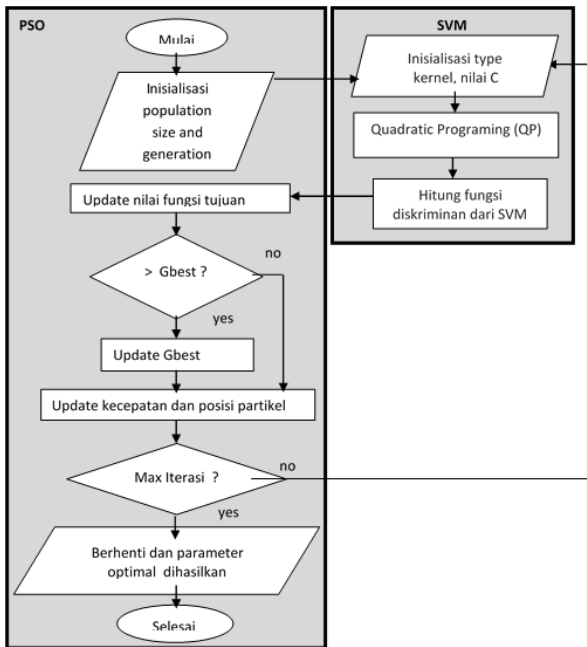 PSO
Mulai
Inisialisasi
population
size and
generation
SVM
Inisialisasi type
kernel, nilai C
Quadratic Programing (QP)
Hitung fungsi
diskriminan dari SVM
Update nilai fungsi tujuan
> Gbest ?
no
yes
Update Gbest
Update kecepatan dan posisi partikel
Max Iterasi ?
no
yes
Berhenti dan parameter
optimal dihasilkan
Selesai